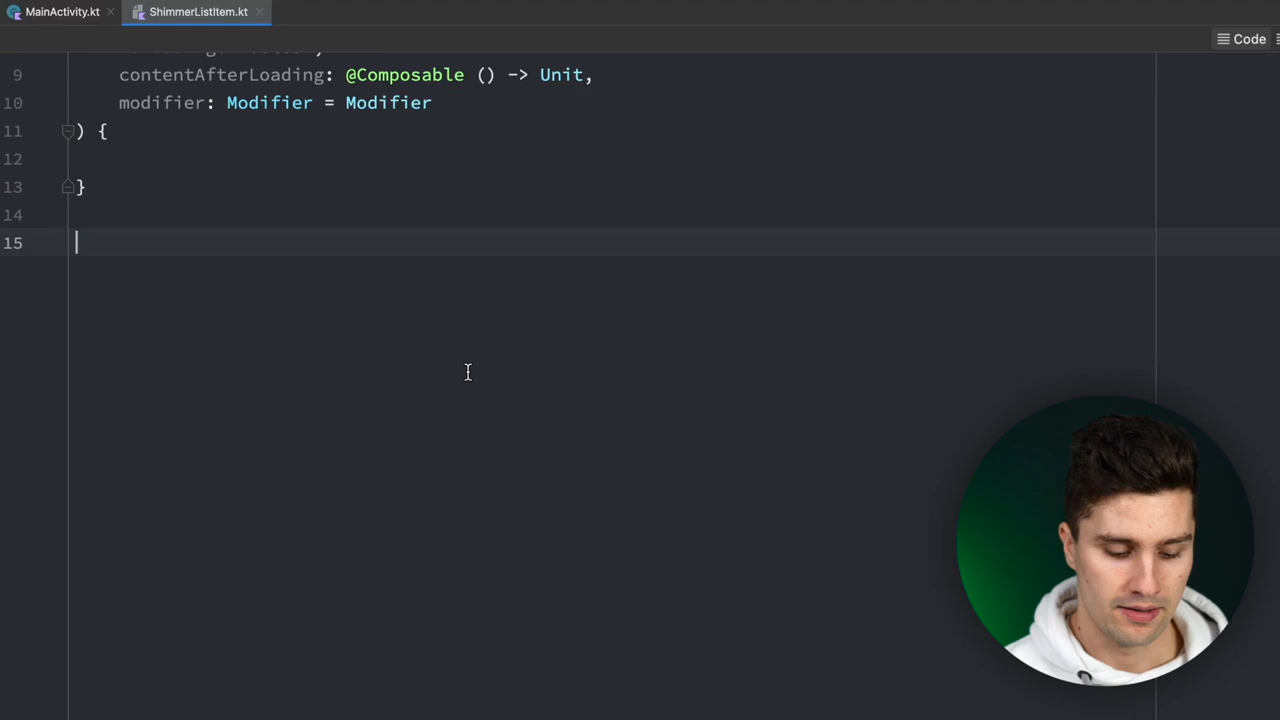 MainActivity.kt
ShimmerListItem.kt
Code
9 contentAfterLoading: @Composable () -> Unit,
10 modifier: Modifier = Modifier
11 ) {
12
13 }
14
15